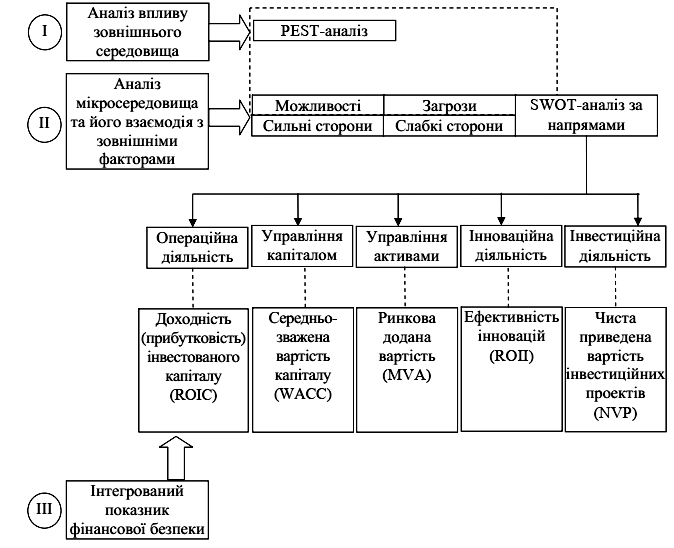 I
Аналіз впливу
зовнішнього
середовища
PEST-аналіз
II
Аналіз
мікросередовища
та його взаємодія з
зовнішніми
факторами
Можливості
Загрози
Сильні сторони
Слабкі сторони
SWOT-аналіз за
напрямами
Операційна
діяльність
Управління
капіталом
Управління
активами
Інноваційна
діяльність
Інвестиційна
діяльність
Доходність
(прибутковість)
інвестованого
капіталу
(ROIC)
Середньо-
зважена
вартість
капіталу
(WACC)
Ринкова
додана
вартість
(MVA)
Ефективність
інновацій
(ROII)
Чиста
приведена
вартість
інвестиційних
проектів
(NVP)
III
Інтегрований
показник
фінансової безпеки